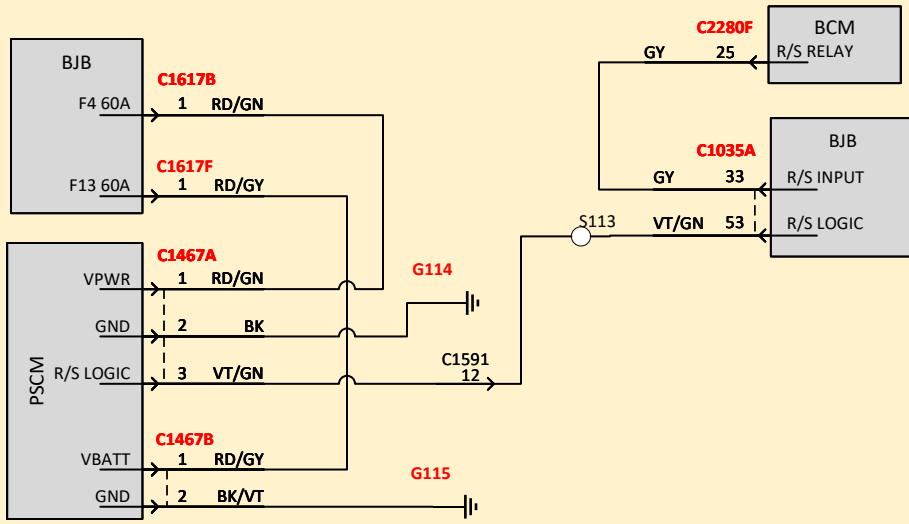 BJB
C1617B
F4 60A 1 RD/GN
C1617F
F13 60A 1 RD/GY
PSCM
C1467A
VPWR 1 RD/GN
GND 2 BK
R/S LOGIC 3 VT/GN
C1467B
VBATT 1 RD/GY
GND 2 BK/VT
G114
C1591
12
G115
S113
BCM
C2280F
GY 25 R/S RELAY
BJB
C1035A
GY 33 R/S INPUT
VT/GN 53 R/S LOGIC